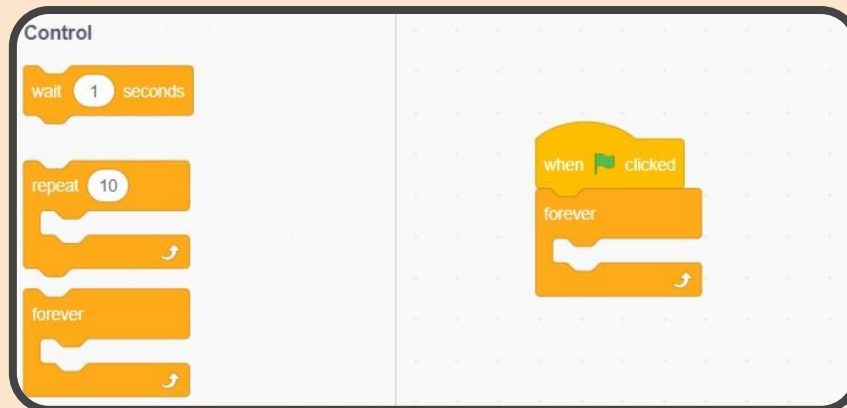 Control
wait 1 seconds
repeat 10
forever
when clicked
forever